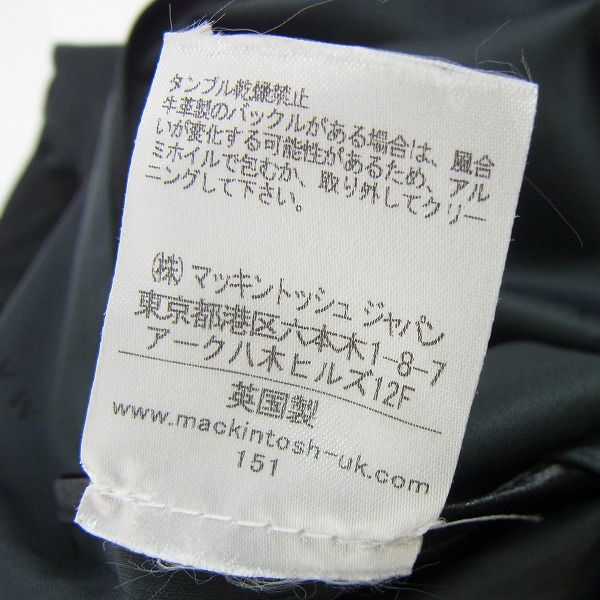 タンブル乾燥禁止
牛革製のバックルがある場合は、風合
いが変化する可能性があるため、アル
ミホイルで包むか、取り外してクリー
ニングして下さい。
(株) マッキントッシュ ジャパン
東京都港区六本木1-8-7
アーク八木ヒルズ12F
英国製
www.mackintosh-uk.com
151